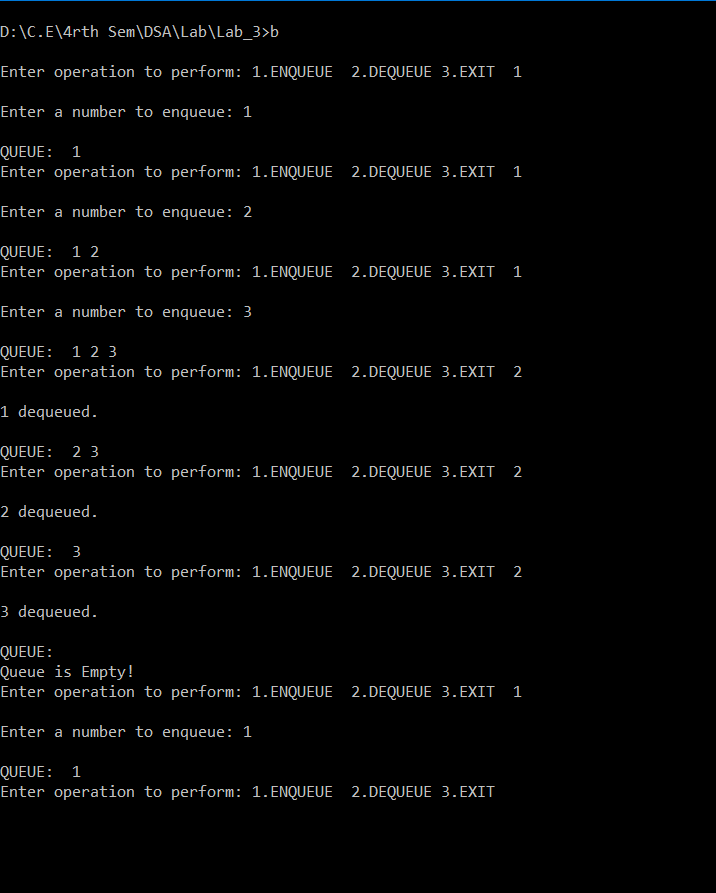 D:\C.E\4rth Sem\DSA\Lab\Lab_3>b
Enter operation to perform: 1.ENQUEUE  2.DEQUEUE 3.EXIT  1
Enter a number to enqueue: 1
QUEUE:  1
Enter operation to perform: 1.ENQUEUE  2.DEQUEUE 3.EXIT  1
Enter a number to enqueue: 2
QUEUE:  1 2
Enter operation to perform: 1.ENQUEUE  2.DEQUEUE 3.EXIT  1
Enter a number to enqueue: 3
QUEUE:  1 2 3
Enter operation to perform: 1.ENQUEUE  2.DEQUEUE 3.EXIT  2
1 dequeued.
QUEUE:  2 3
Enter operation to perform: 1.ENQUEUE  2.DEQUEUE 3.EXIT  2
2 dequeued.
QUEUE:  3
Enter operation to perform: 1.ENQUEUE  2.DEQUEUE 3.EXIT  2
3 dequeued.
QUEUE:
Queue is Empty!
Enter operation to perform: 1.ENQUEUE  2.DEQUEUE 3.EXIT  1
Enter a number to enqueue: 1
QUEUE:  1
Enter operation to perform: 1.ENQUEUE  2.DEQUEUE 3.EXIT